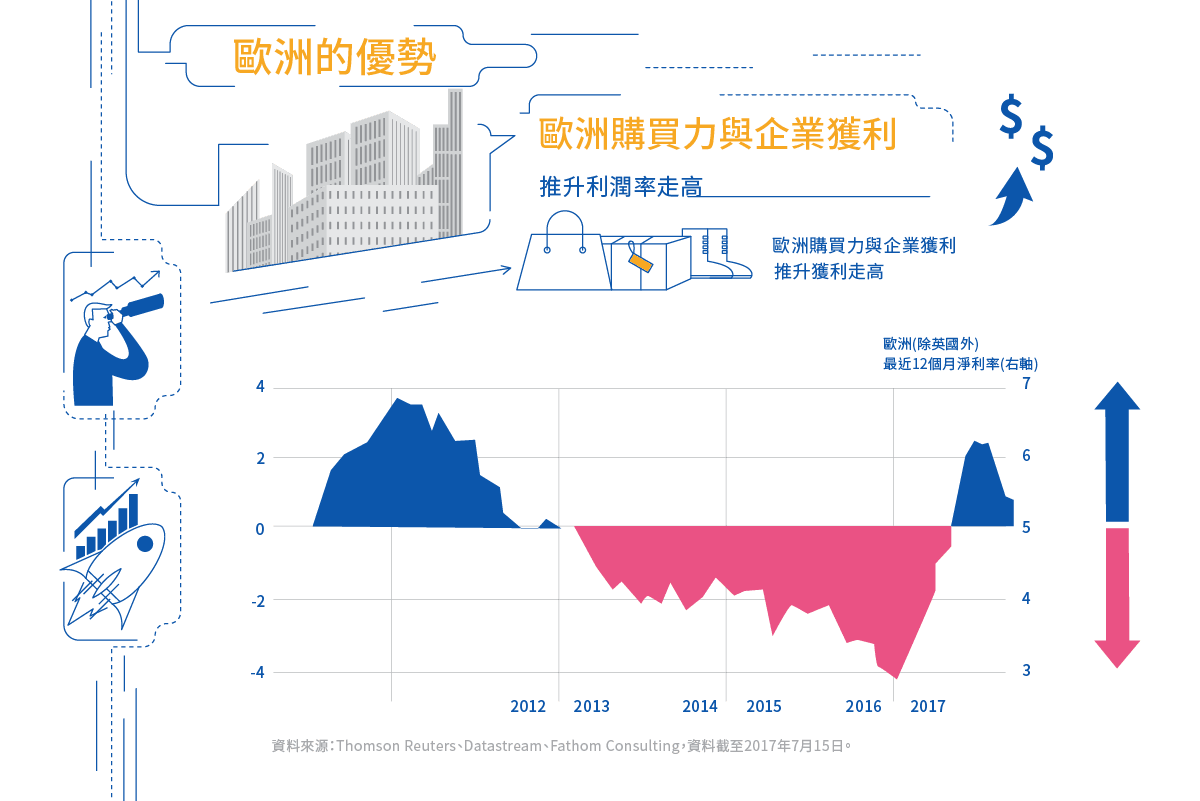 歐洲的優勢
$
$
歐洲購買力與企業獲利
推升利潤率走高
歐洲購買力與企業獲利
推升獲利走高
歐洲(除英國外)
最近12個月淨利率(右軸)
4
7
2
6
0
5
-2
4
-4
3
2012 2013 2014 2015 2016 2017
資料來源：Thomson Reuters、Datastream、Fathom Consulting，資料截至2017年7月15日。